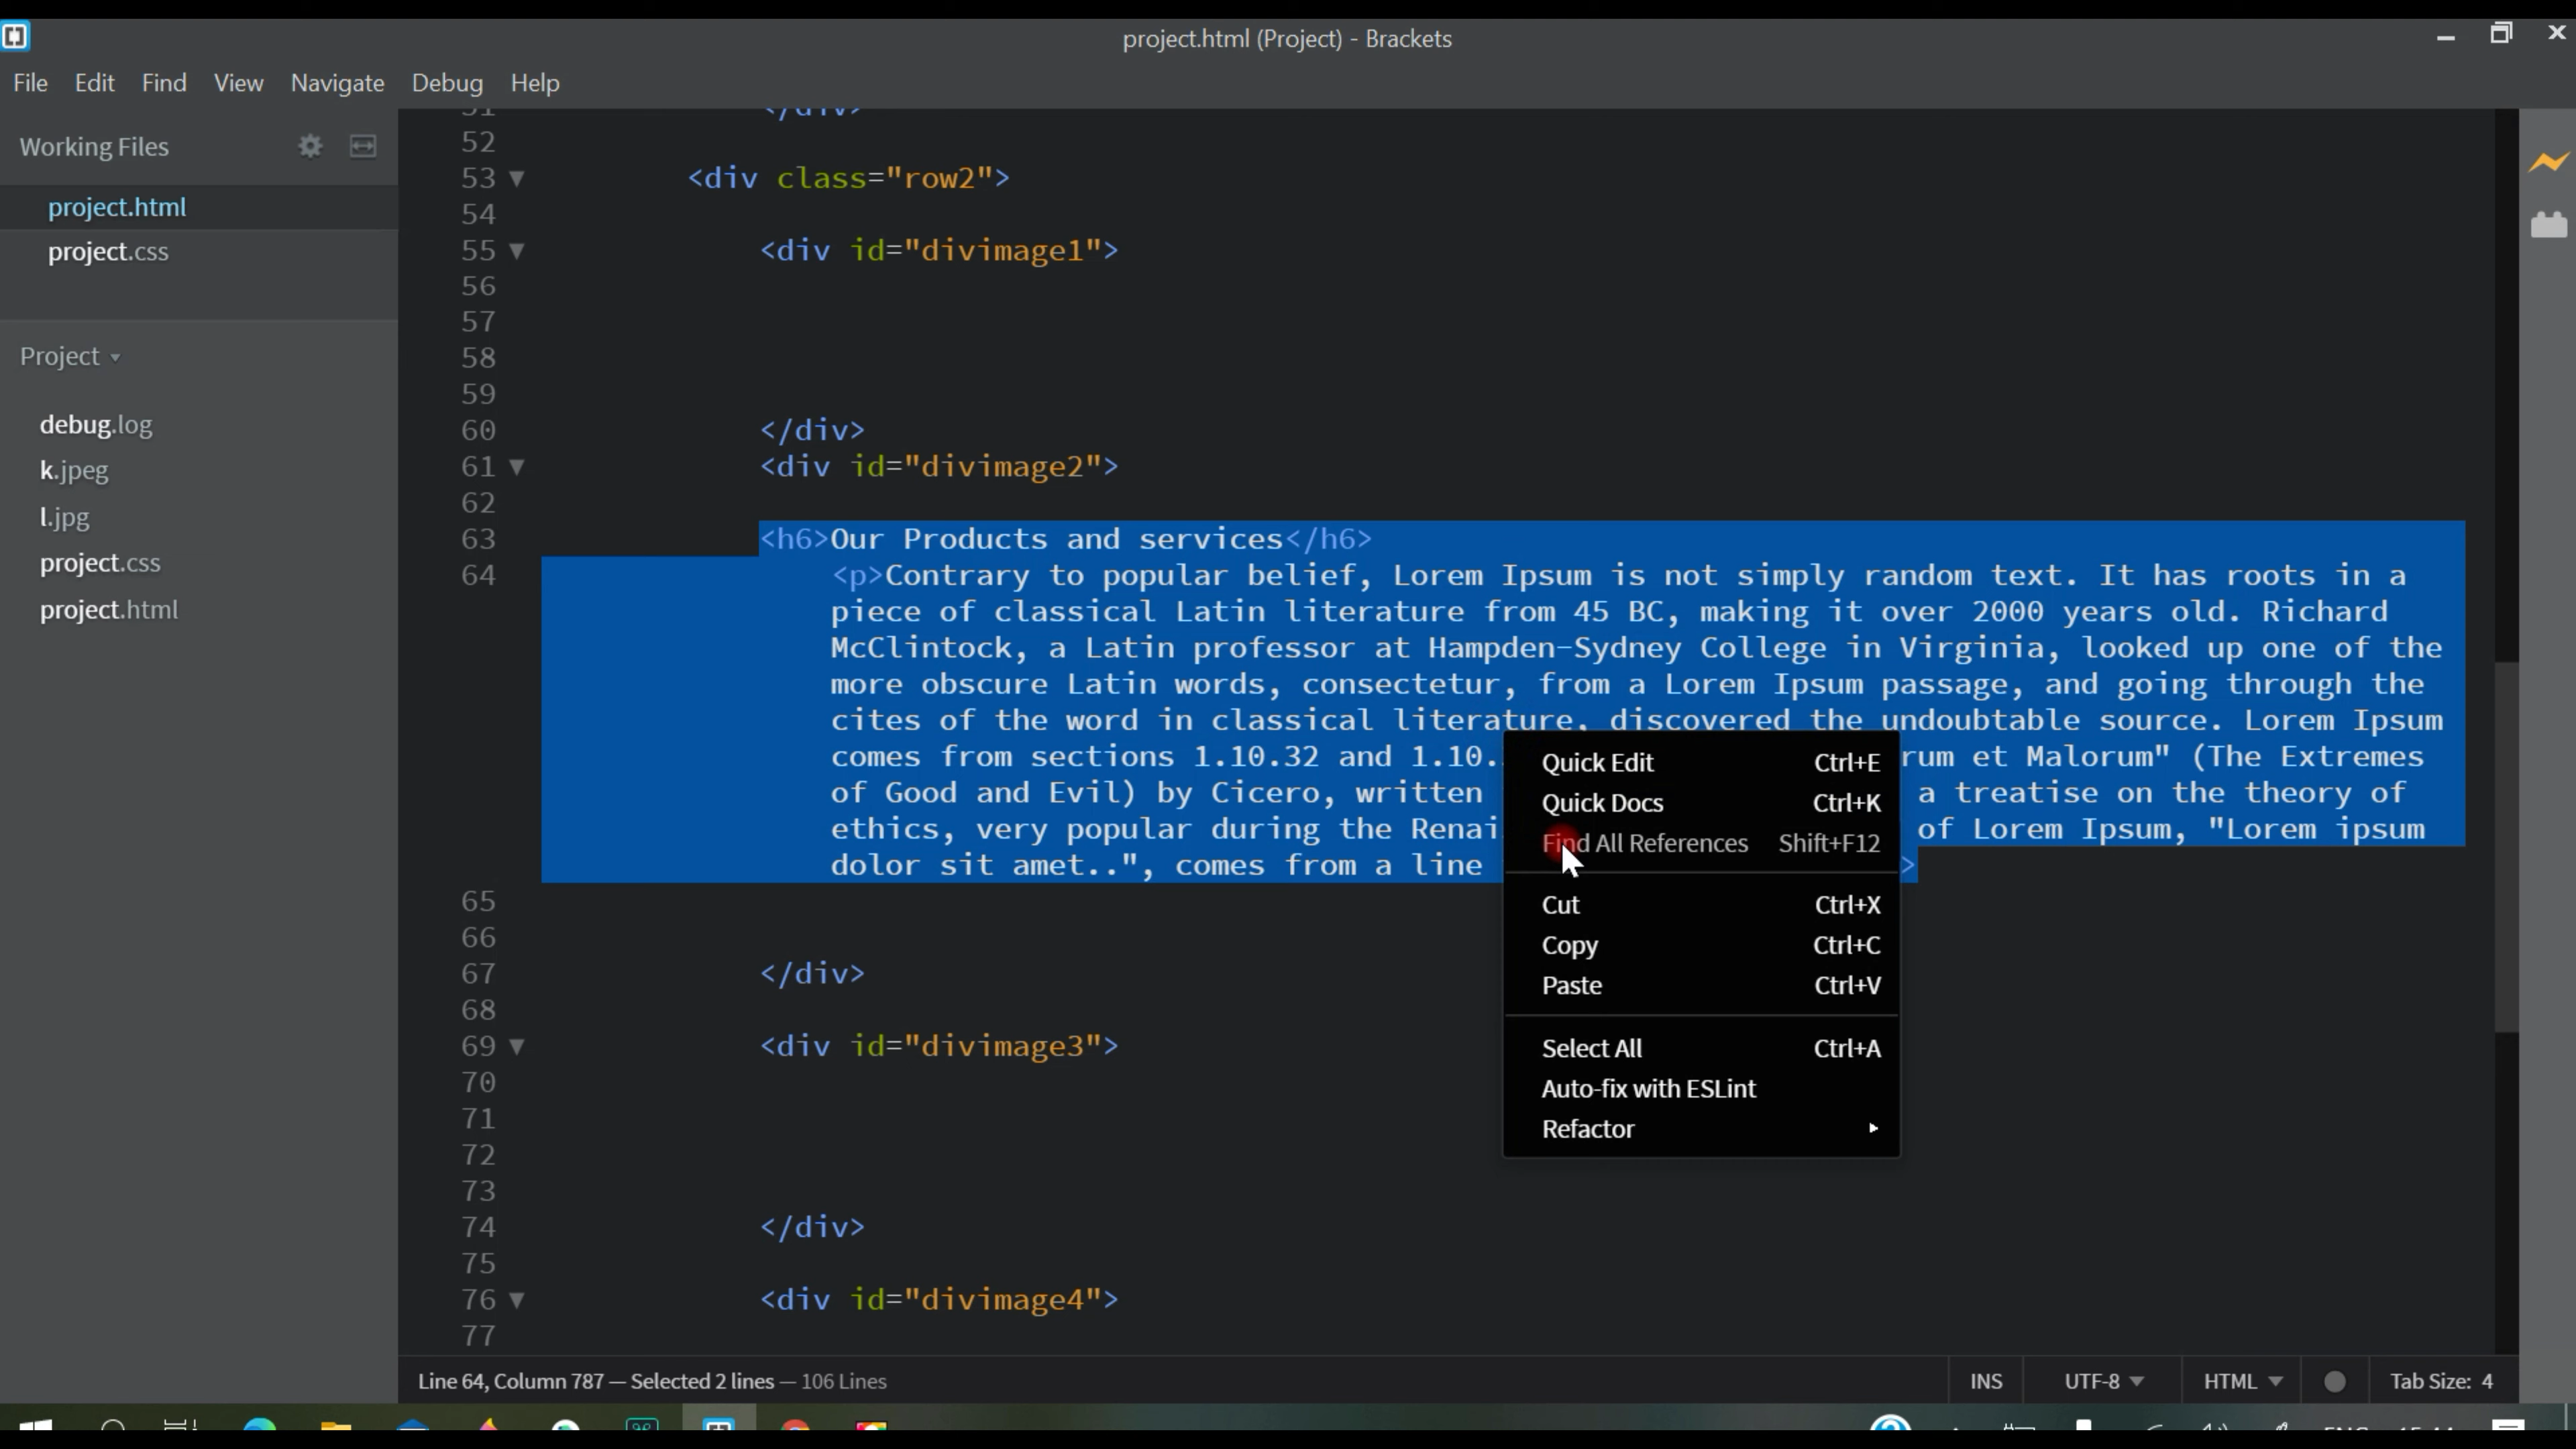 project.html (Project) - Brackets
File Edit Find View Navigate Debug Help
Working Files
project.html
project.css
Project
debug.log
k.jpeg
l.jpg
project.css
project.html
51 </div>
52
53 <div class="row2">
54
55 <div id="divimage1">
56
57
58
59
60 </div>
61 <div id="divimage2">
62
63 <h6>Our Products and services</h6>
64 <p>Contrary to popular belief, Lorem Ipsum is not simply random text. It has roots in a
piece of classical Latin literature from 45 BC, making it over 2000 years old. Richard
McClintock, a Latin professor at Hampden-Sydney College in Virginia, looked up one of the
more obscure Latin words, consectetur, from a Lorem Ipsum passage, and going through the
cites of the word in classical literature, discovered the undoubtable source. Lorem Ipsum
comes from sections 1.10.32 and 1.10. rum et Malorum" (The Extremes
of Good and Evil) by Cicero, written a treatise on the theory of
ethics, very popular during the Renai of Lorem Ipsum, "Lorem ipsum
dolor sit amet..", comes from a line >
65
66
67 </div>
68
69 <div id="divimage3">
70
71
72
73
74 </div>
75
76 <div id="divimage4">
77
Quick Edit Ctrl+E
Quick Docs Ctrl+K
Find All References Shift+F12
Cut Ctrl+X
Copy Ctrl+C
Paste Ctrl+V
Select All Ctrl+A
Auto-fix with ESLint
Refactor
Line 64, Column 787 — Selected 2 lines — 106 Lines
INS UTF-8 HTML Tab Size: 4